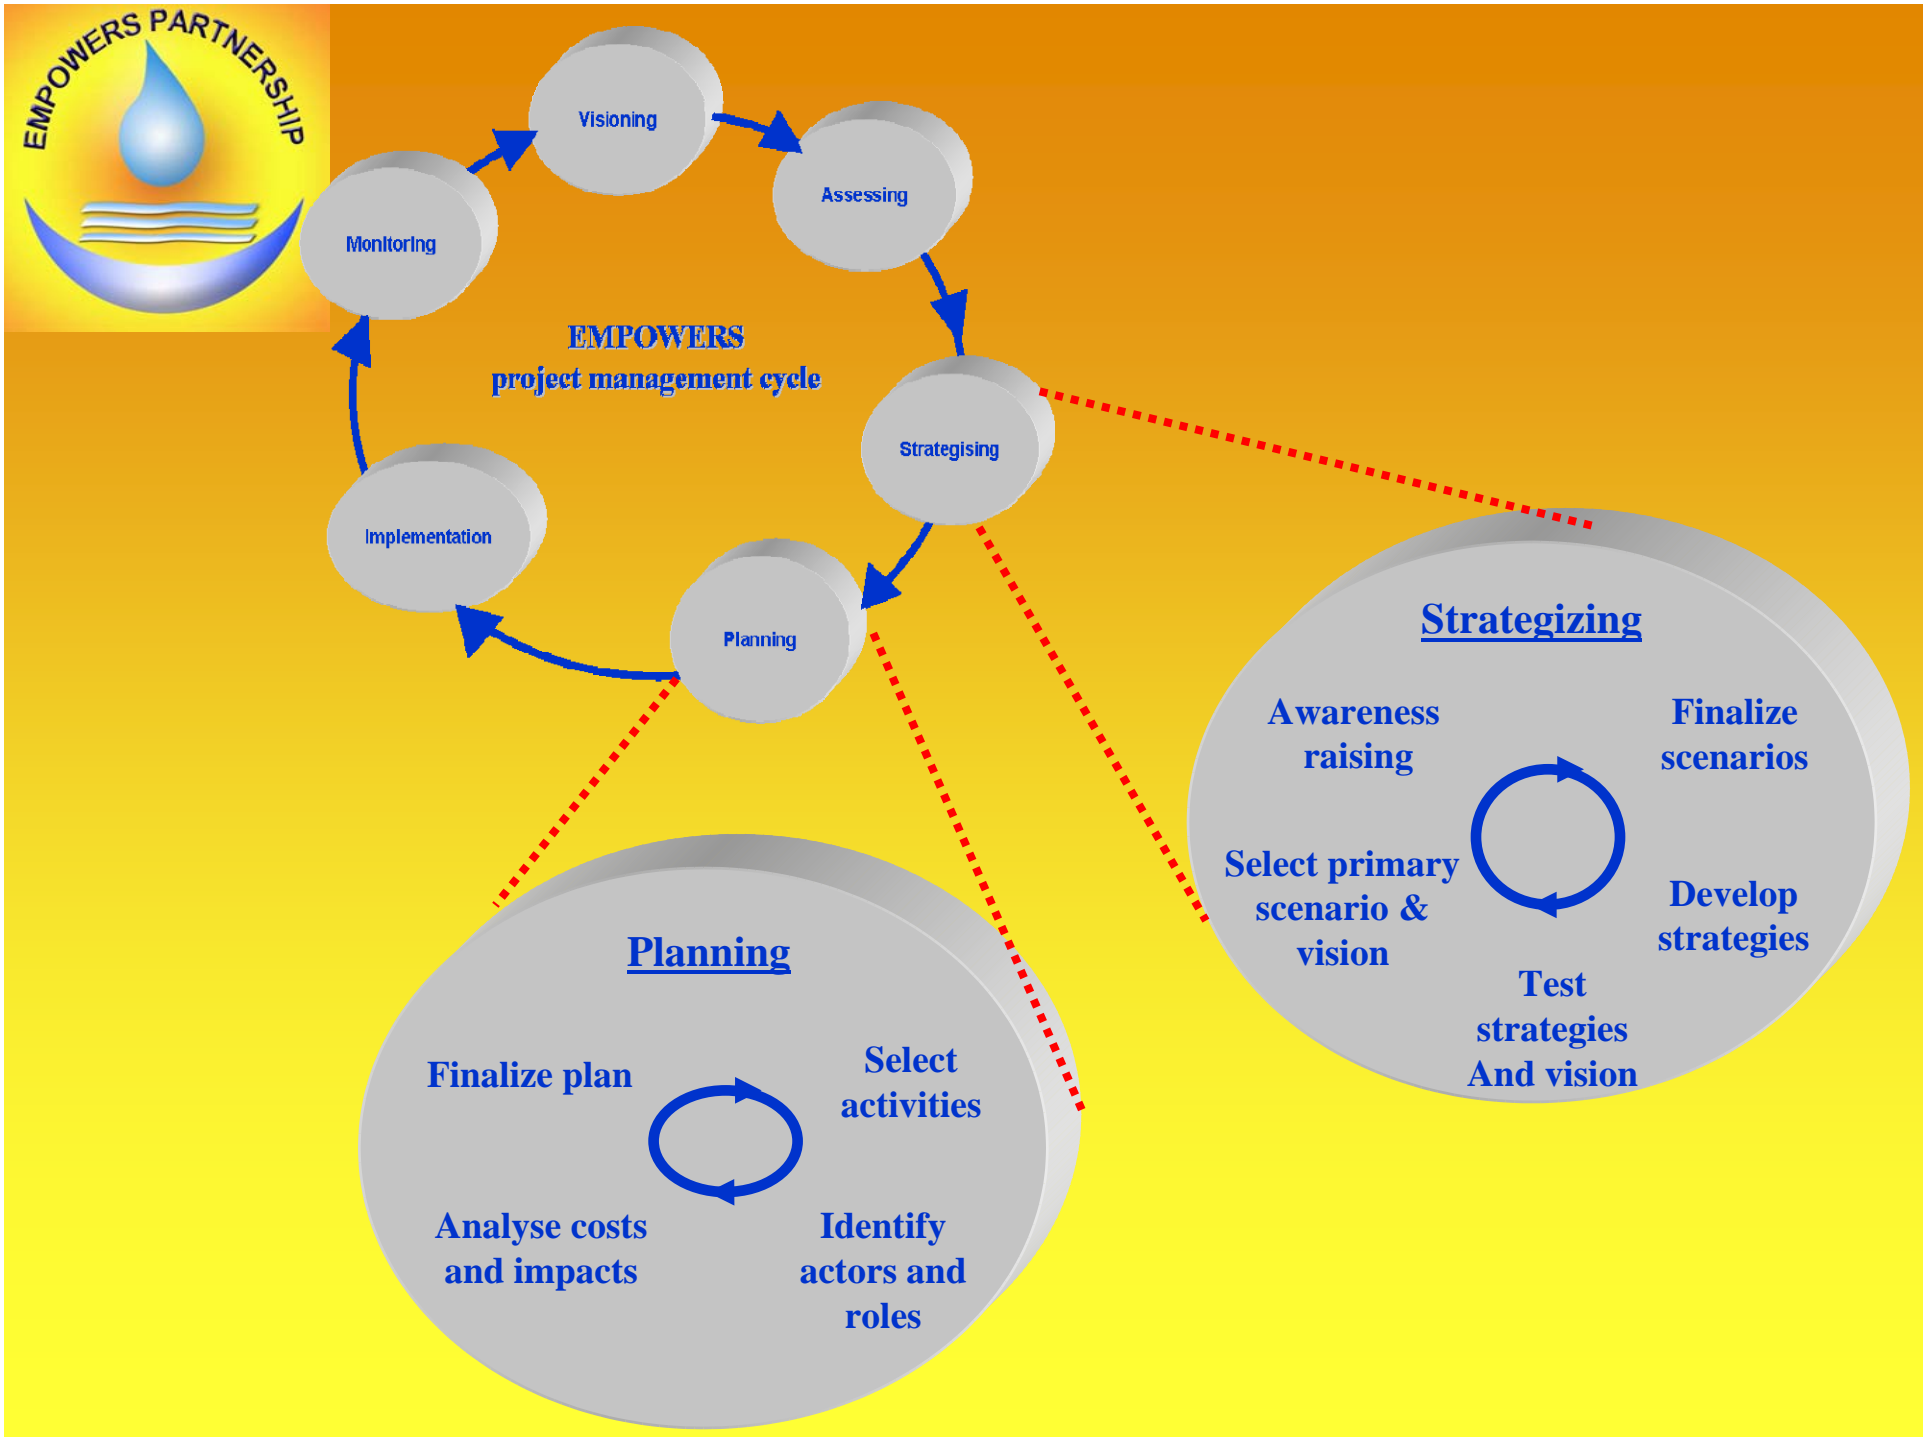 EMPOWERS PARTNERSHIP
Visioning
Assessing
Monitoring
EMPOWERS
project management cycle
Strategising
Implementation
Planning
Strategizing
Awareness
raising
Finalize
scenarios
Select primary
scenario &
vision
Develop
strategies
Test
strategies
And vision
Planning
Finalize plan
Select
activities
Analyse costs
and impacts
Identify
actors and
roles